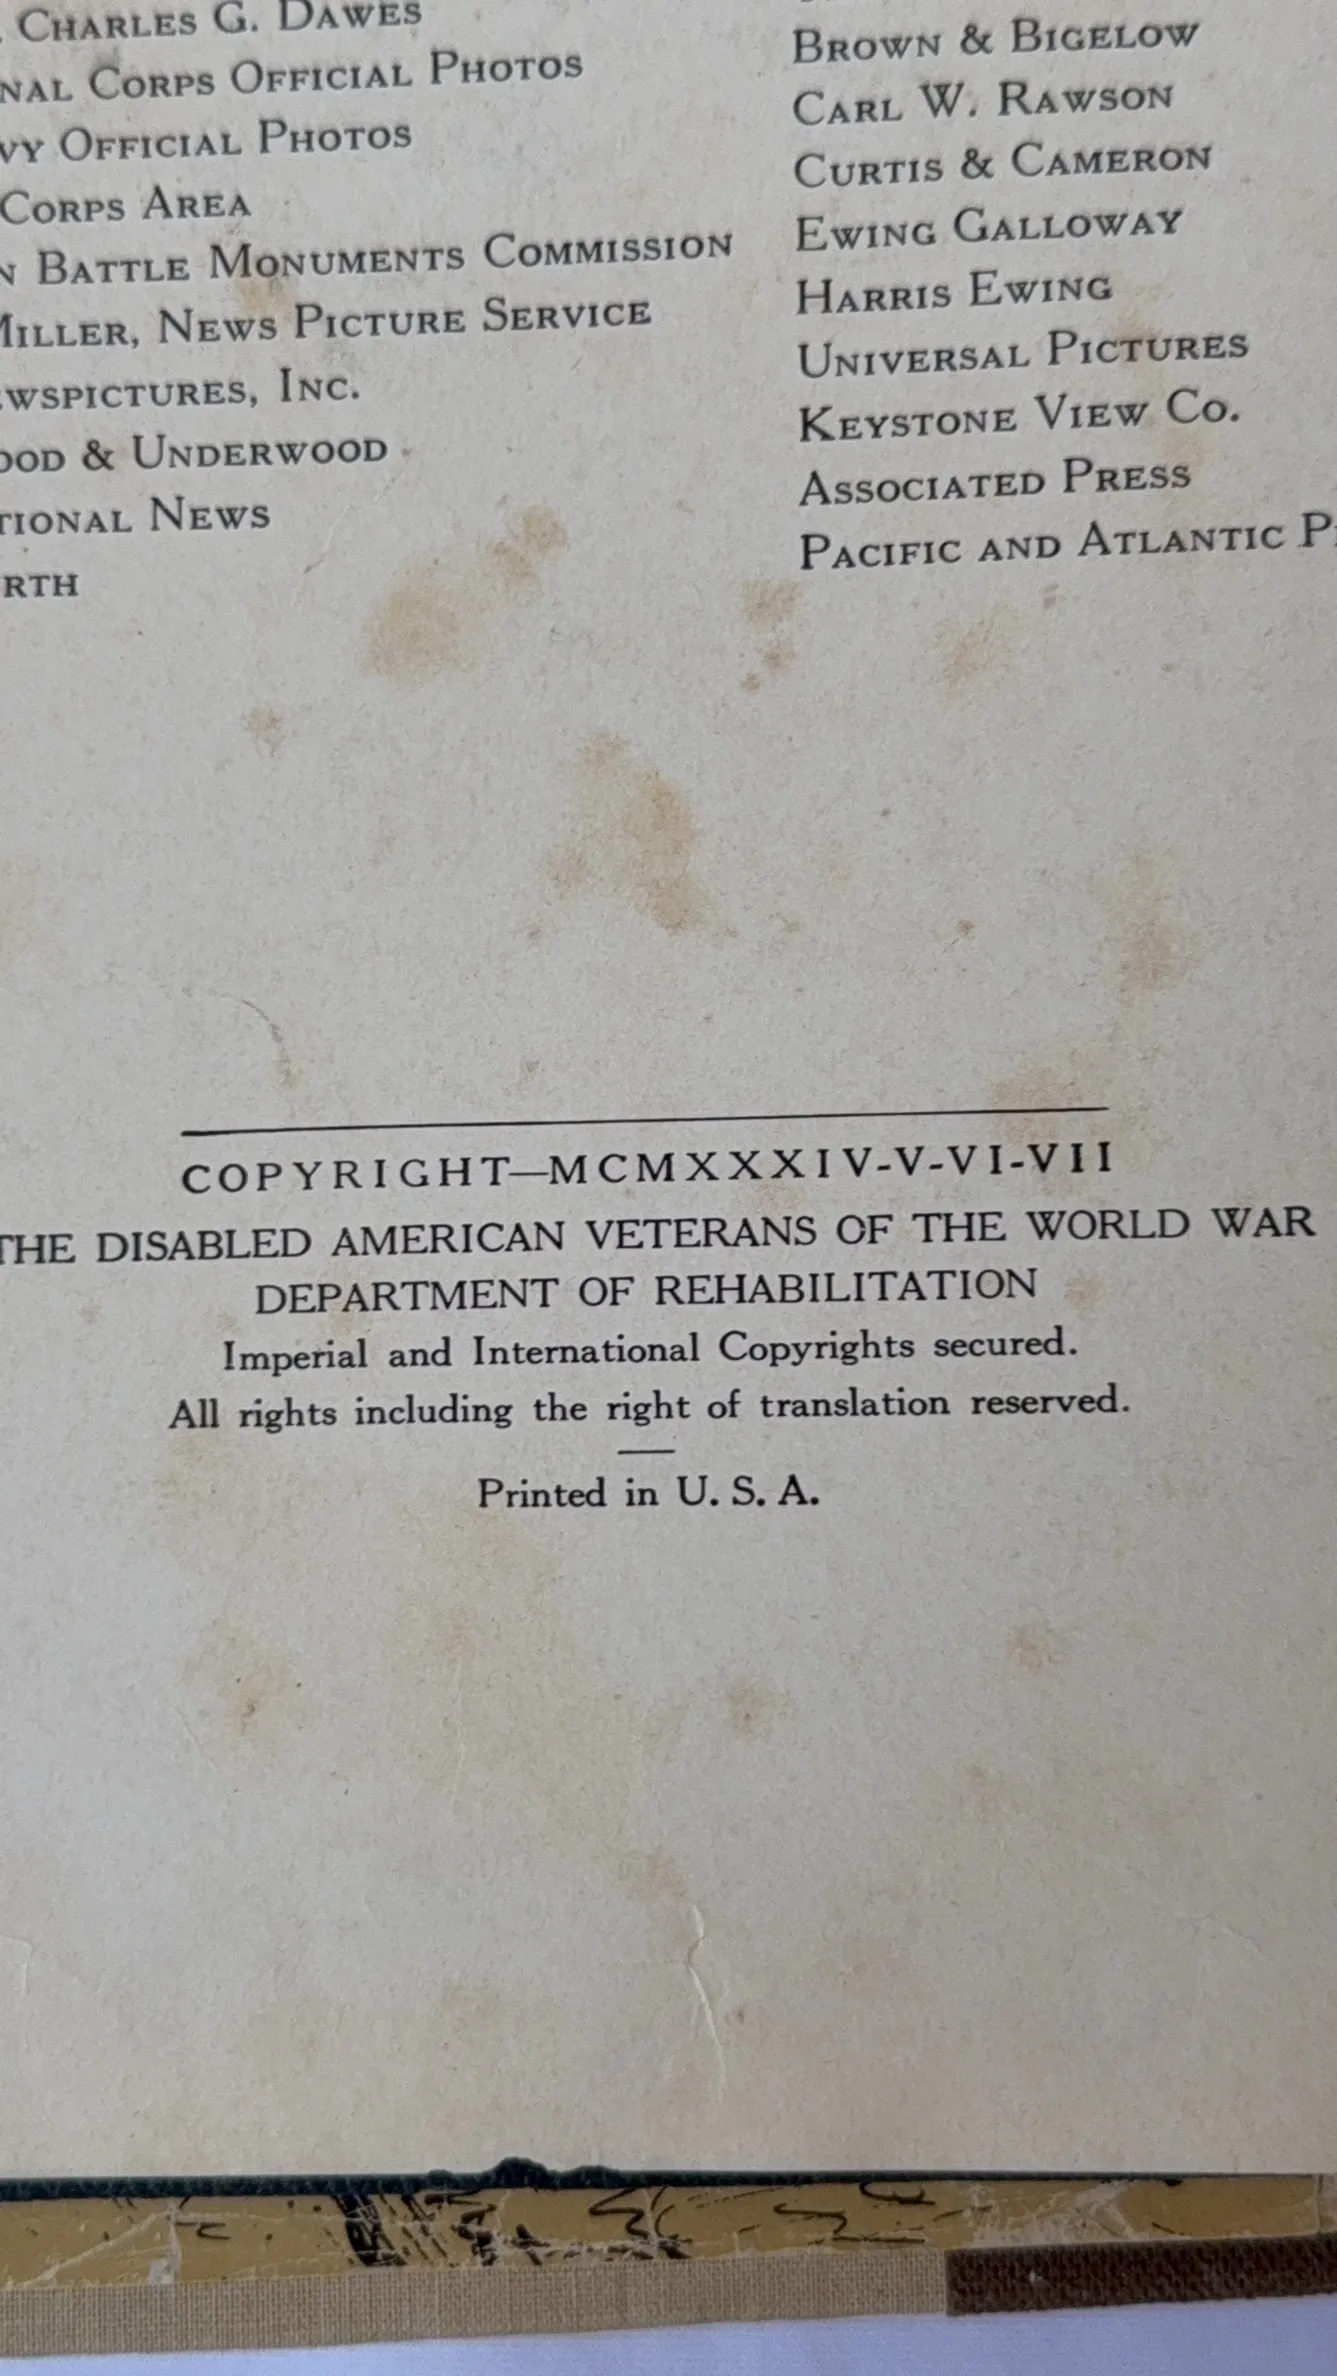 CHARLES G. DAWES
NAL CORPS OFFICIAL PHOTOS
VY OFFICIAL PHOTOS
CORPS AREA
N BATTLE MONUMENTS COMMISSION
MILLER, NEWS PICTURE SERVICE
EWSPICTURES, INC.
OOD & UNDERWOOD
TIONAL NEWS
RTH
BROWN & BIGELOW
CARL W. RAWSON
CURTIS & CAMERON
EWING GALLOWAY
HARRIS EWING
UNIVERSAL PICTURES
KEYSTONE VIEW CO.
ASSOCIATED PRESS
PACIFIC AND ATLANTIC P
COPYRIGHT—MCMXXXIV-V-VI-VII
THE DISABLED AMERICAN VETERANS OF THE WORLD WAR
DEPARTMENT OF REHABILITATION
Imperial and International Copyrights secured.
All rights including the right of translation reserved.
Printed in U. S. A.